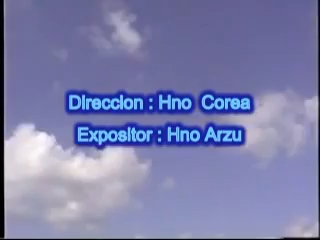 Direccion : Hno Corea
Expositor : Hno Arzu